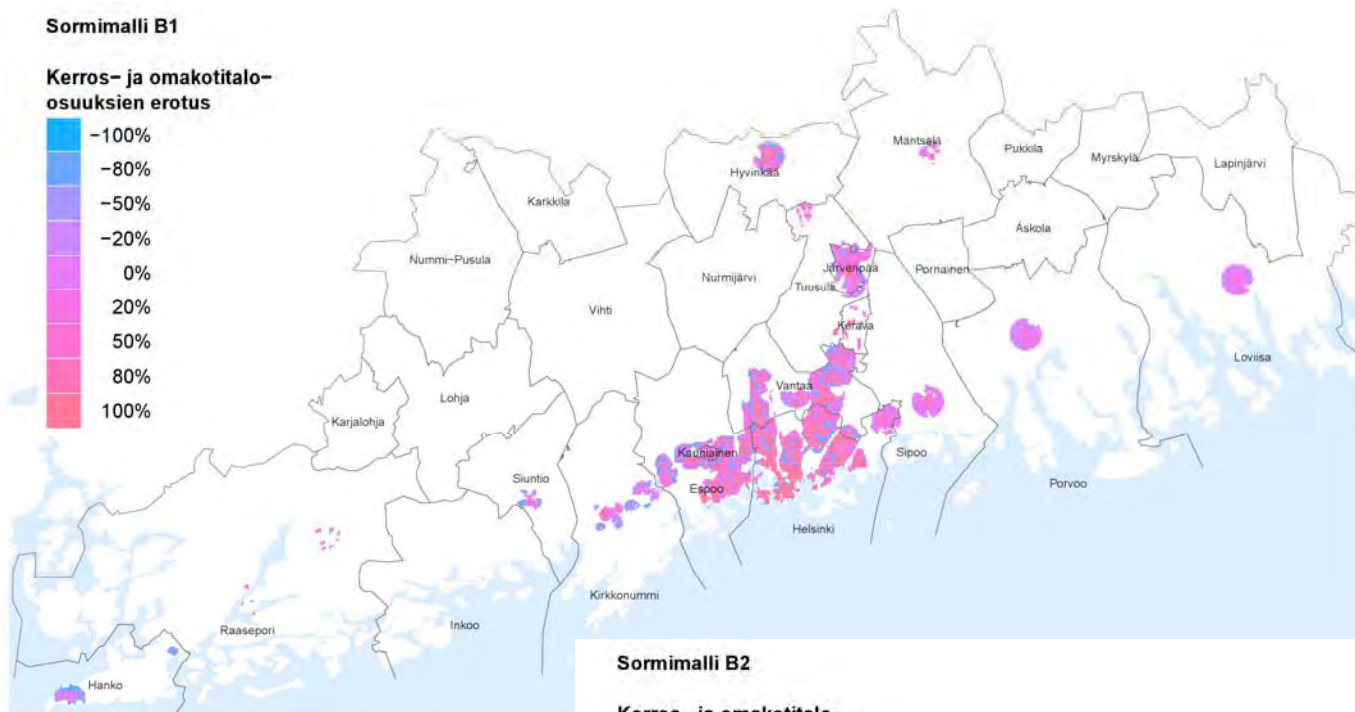 Sormimalli B1
Kerros- ja omakotitalo-
osuuksien erotus
-100%
-80%
-50%
-20%
0%
20%
50%
80%
100%
Mäntsälä
Pukkila
Myrskylä
Lapinjärvi
Hyvinkää
Karkkila
Askola
Nummi-Pusula
Nurmijärvi
Järvenpää
Pornainen
Tuusula
Vihti
Kerava
Loviisa
Vantaa
Lohja
Karjalohja
Kauniainen
Sipoo
Siuntio
Espoo
Porvoo
Helsinki
Kirkkonummi
Inkoo
Raasepori
Hanko
Sormimalli B2